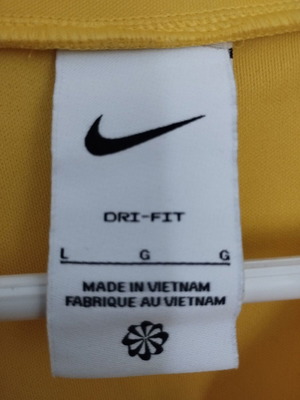 DRI-FIT
L G G
MADE IN VIETNAM
FABRIQUE AU VIETNAM